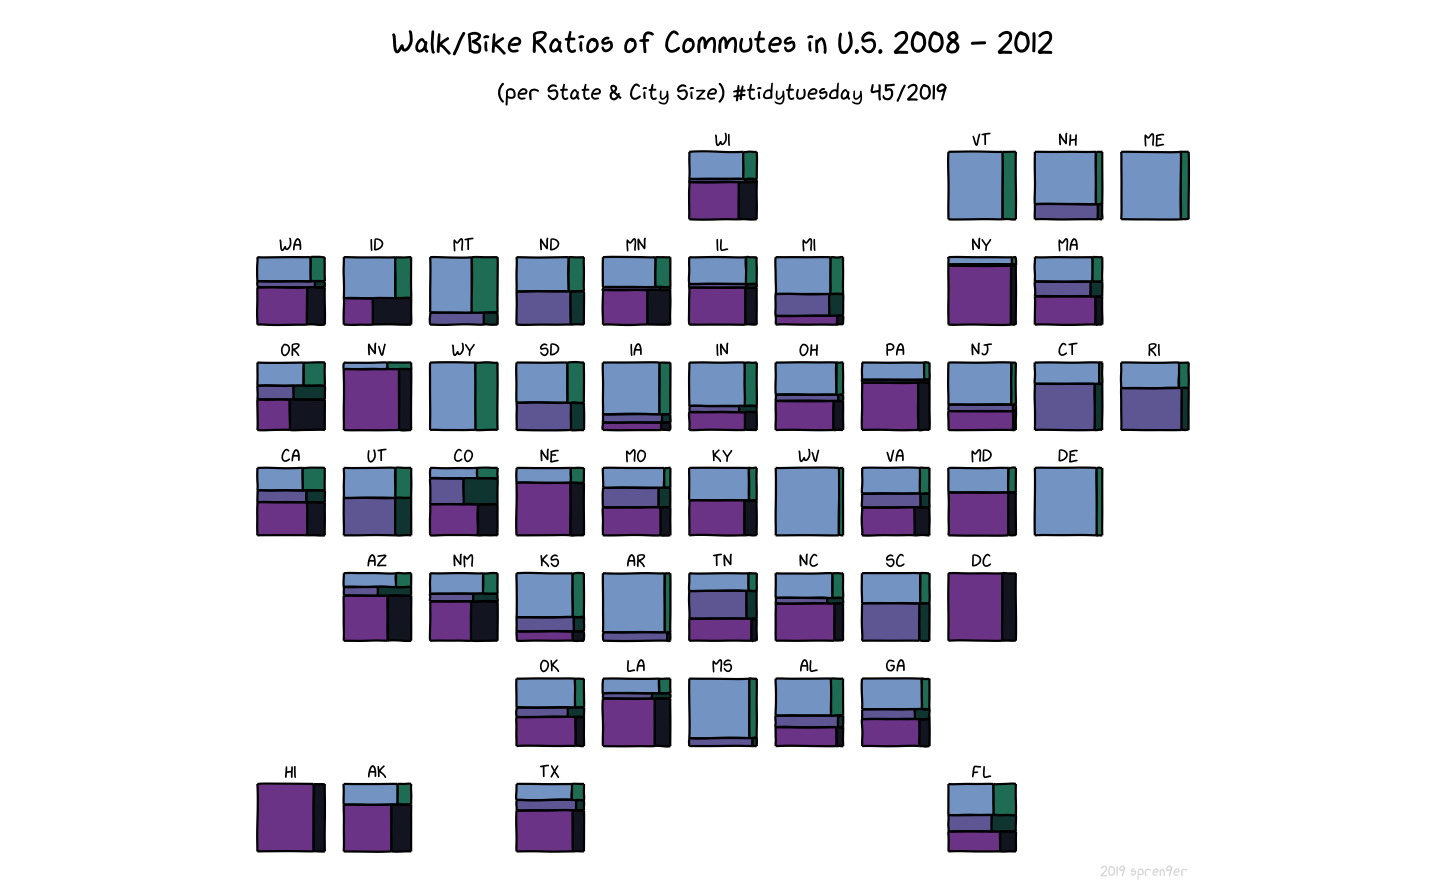 Walk/Bike Ratios of Commutes in U.S. 2008 – 2012
(per State & City Size) #tidytuesday 45/2019
WI VT NH ME
WA ID MT ND MN IL MI NY MA
OR NV WY SD IA IN OH PA NJ CT RI
CA UT CO NE MO KY WV VA MD DE
AZ NM KS AR TN NC SC DC
OK LA MS AL GA
HI AK TX FL
2019 spren9er